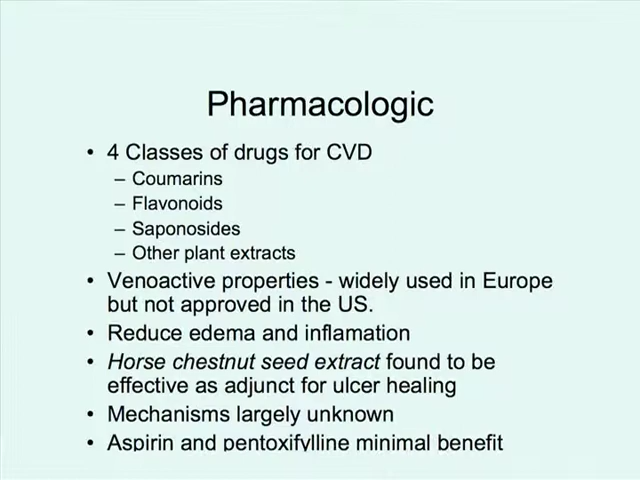 Pharmacologic
• 4 Classes of drugs for CVD
– Coumarins
– Flavonoids
– Saponosides
– Other plant extracts
• Venoactive properties - widely used in Europe
but not approved in the US.
• Reduce edema and inflamation
• Horse chestnut seed extract found to be
effective as adjunct for ulcer healing
• Mechanisms largely unknown
• Aspirin and pentoxifylline minimal benefit